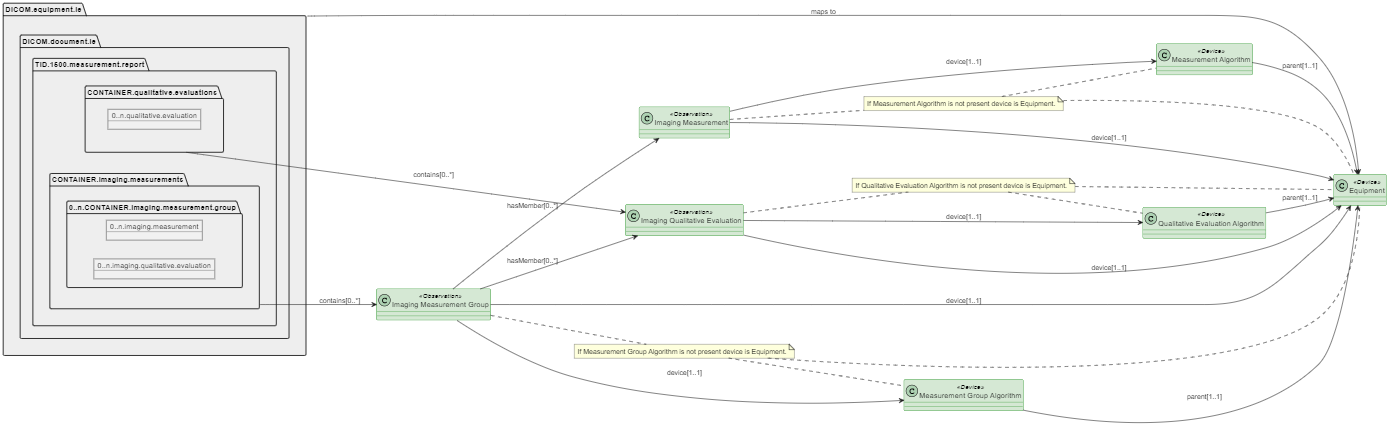 DICOM.equipment.ie
DICOM.document.ie
TID.1500.measurement.report
CONTAINER.qualitative.evaluations
0..n.qualitative.evaluation
CONTAINER.imaging.measurements
0..n.CONTAINER.imaging.measurement.group
0..n.imaging.measurement
0..n.imaging.qualitative.evaluation
maps to
contains[0..*]
contains[0..*]
hasMember[0..*]
hasMember[0..*]
C
«Observation»
Imaging Measurement
C
«Observation»
Imaging Qualitative Evaluation
C
«Observation»
Imaging Measurement Group
device[1..1]
If Measurement Algorithm is not present device is Equipment.
device[1..1]
If Qualitative Evaluation Algorithm is not present device is Equipment.
device[1..1]
device[1..1]
device[1..1]
If Measurement Group Algorithm is not present device is Equipment.
device[1..1]
C
«Device»
Measurement Algorithm
parent[1..1]
C
«Device»
Qualitative Evaluation Algorithm
parent[1..1]
C
«Device»
Measurement Group Algorithm
parent[1..1]
C
«Device»
Equipment